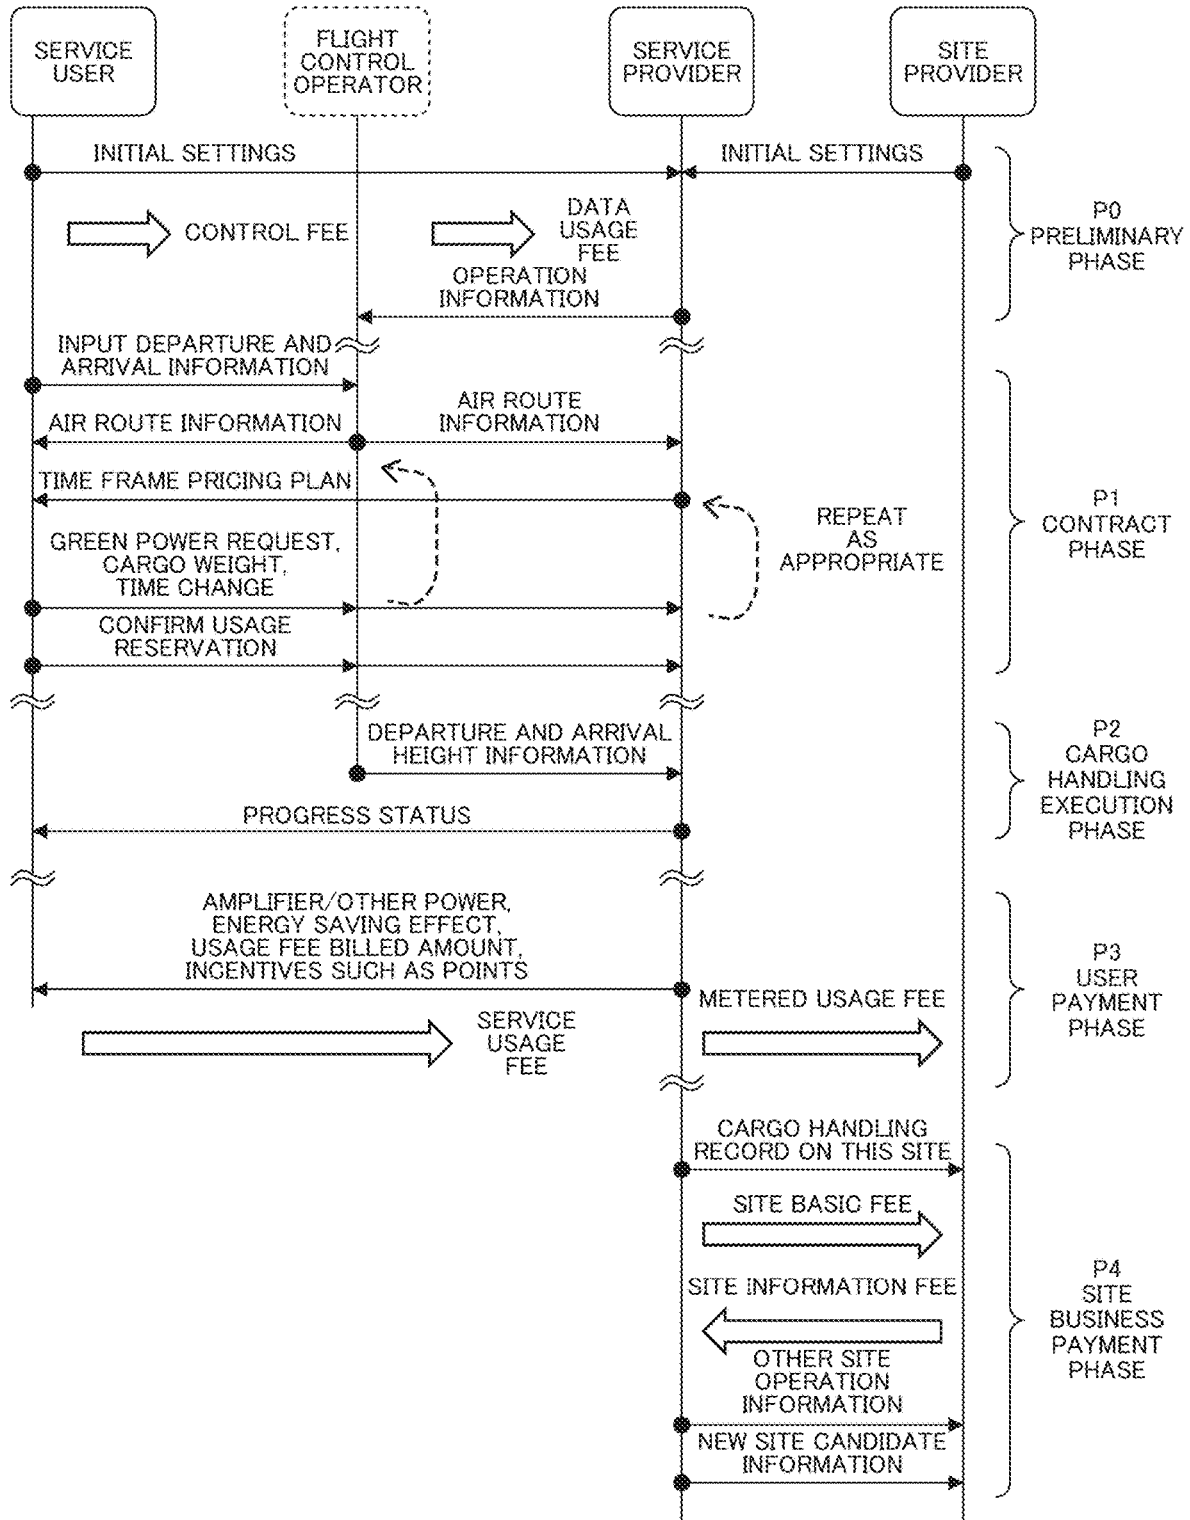 SERVICE
USER
FLIGHT
CONTROL
OPERATOR
SERVICE
PROVIDER
SITE
PROVIDER
INITIAL SETTINGS
INITIAL SETTINGS
CONTROL FEE
DATA
USAGE
FEE
OPERATION
INFORMATION
P0
PRELIMINARY
PHASE
INPUT DEPARTURE AND
ARRIVAL INFORMATION
AIR ROUTE INFORMATION
AIR ROUTE
INFORMATION
TIME FRAME PRICING PLAN
GREEN POWER REQUEST,
CARGO WEIGHT,
TIME CHANGE
REPEAT
AS
APPROPRIATE
CONFIRM USAGE
RESERVATION
P1
CONTRACT
PHASE
DEPARTURE AND ARRIVAL
HEIGHT INFORMATION
PROGRESS STATUS
P2
CARGO
HANDLING
EXECUTION
PHASE
AMPLIFIER/OTHER POWER,
ENERGY SAVING EFFECT,
USAGE FEE BILLED AMOUNT,
INCENTIVES SUCH AS POINTS
METERED USAGE FEE
SERVICE
USAGE
FEE
P3
USER
PAYMENT
PHASE
CARGO HANDLING
RECORD ON THIS SITE
SITE BASIC FEE
SITE INFORMATION FEE
OTHER SITE
OPERATION
INFORMATION
NEW SITE CANDIDATE
INFORMATION
P4
SITE
BUSINESS
PAYMENT
PHASE